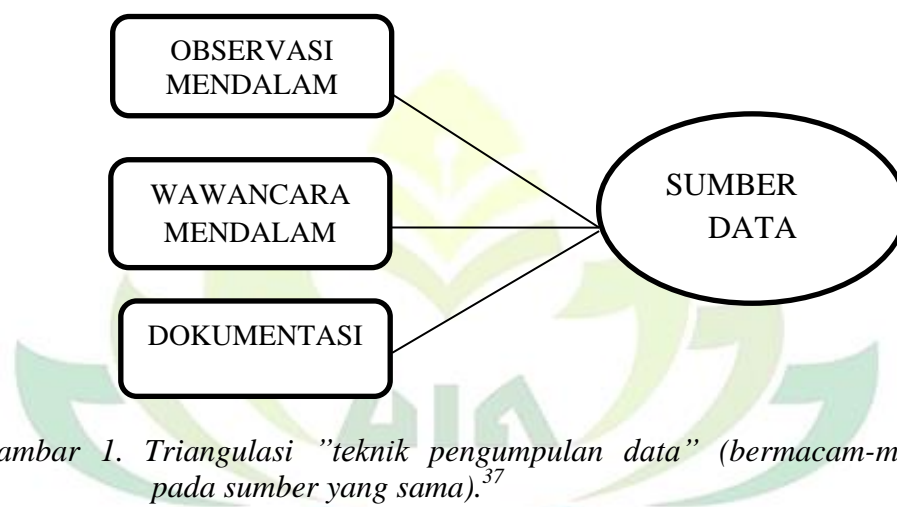 OBSERVASI
MENDALAM
WAWANCARA
MENDALAM
DOKUMENTASI
SUMBER
DATA
ambar 1. Triangulasi ”teknik pengumpulan data” (bermacam-m
pada sumber yang sama).37